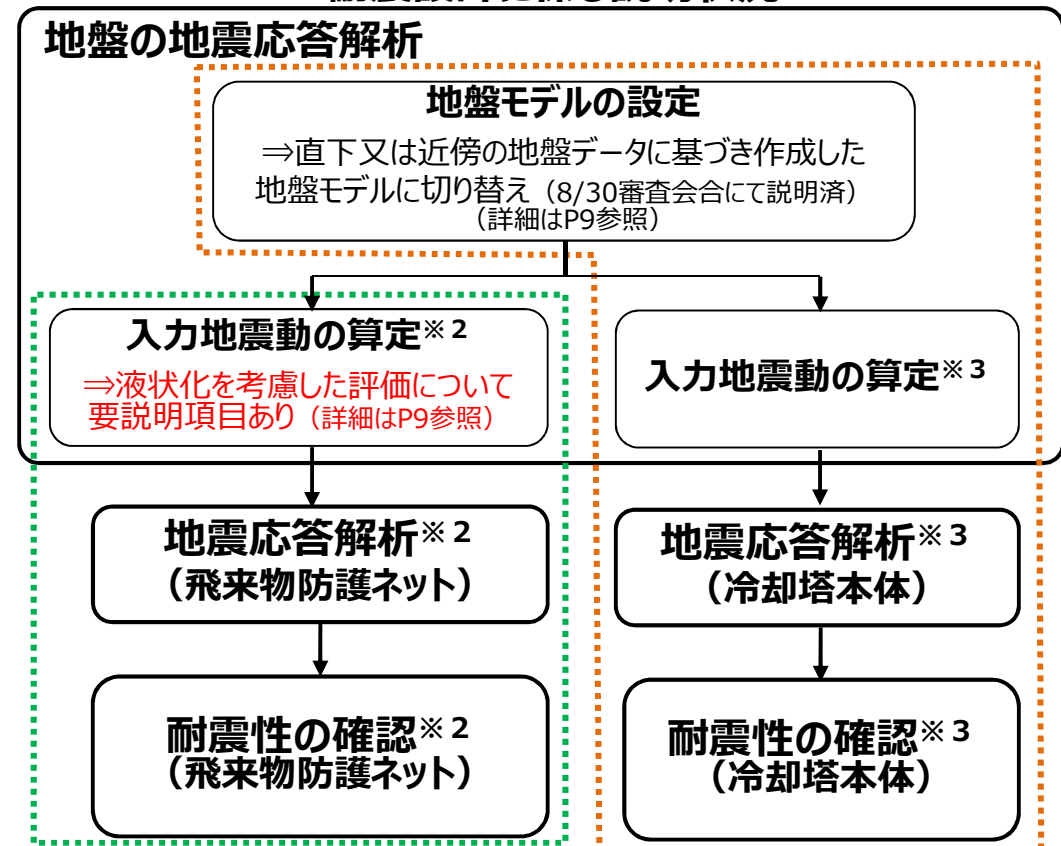 地盤の地震応答解析
地盤モデルの設定
⇒直下又は近傍の地盤データに基づき作成した
地盤モデルに切り替え（8/30審査会合にて説明済）
（詳細はP9参照）
入力地震動の算定※２
⇒液状化を考慮した評価について
要説明項目あり（詳細はP9参照）
入力地震動の算定※３
地震応答解析※２
（飛来物防護ネット）
地震応答解析※３
（冷却塔本体）
耐震性の確認※２
（飛来物防護ネット）
耐震性の確認※３
（冷却塔本体）